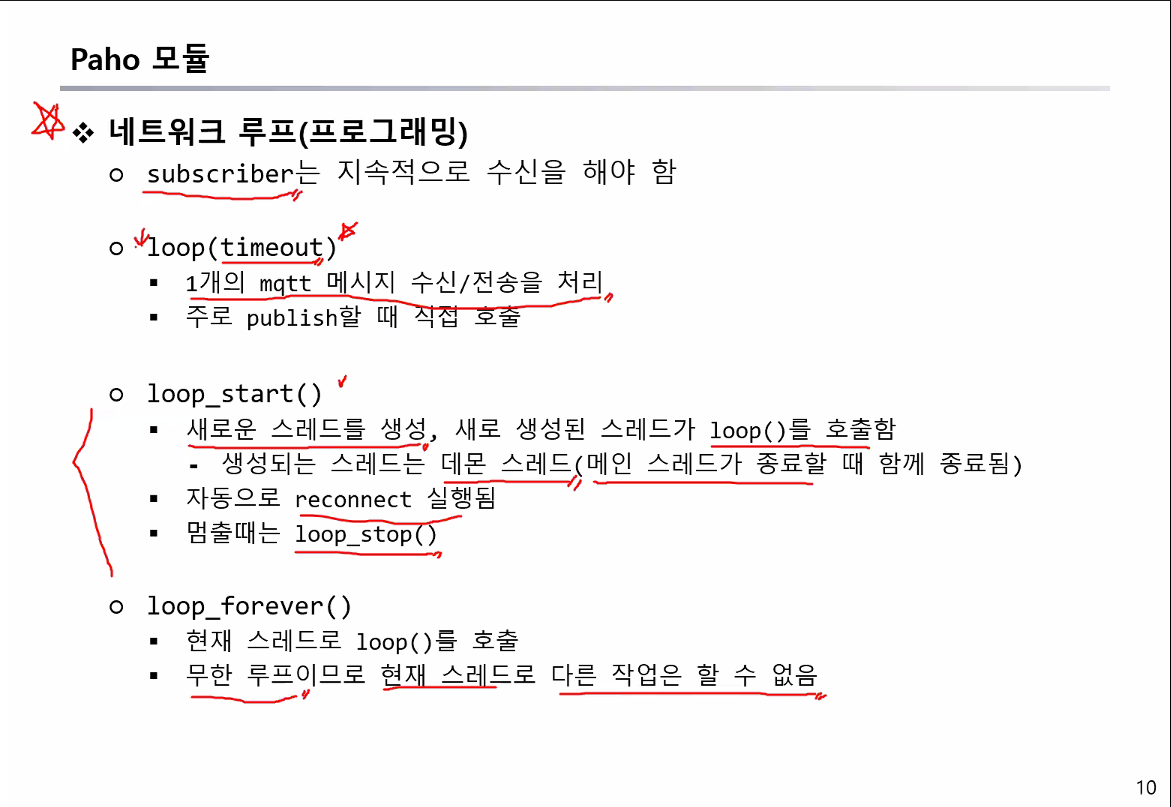 Paho 모듈
❖ 네트워크 루프(프로그래밍)
o subscriber는 지속적으로 수신을 해야 함
o loop(timeout)
▪ 1개의 mqtt 메시지 수신/전송을 처리
▪ 주로 publish할 때 직접 호출
o loop_start()
▪ 새로운 스레드를 생성, 새로 생성된 스레드가 loop()를 호출함
- 생성되는 스레드는 데몬 스레드(메인 스레드가 종료할 때 함께 종료됨)
▪ 자동으로 reconnect 실행됨
▪ 멈출때는 loop_stop()
o loop_forever()
▪ 현재 스레드로 loop()를 호출
▪ 무한 루프이므로 현재 스레드로 다른 작업은 할 수 없음
10